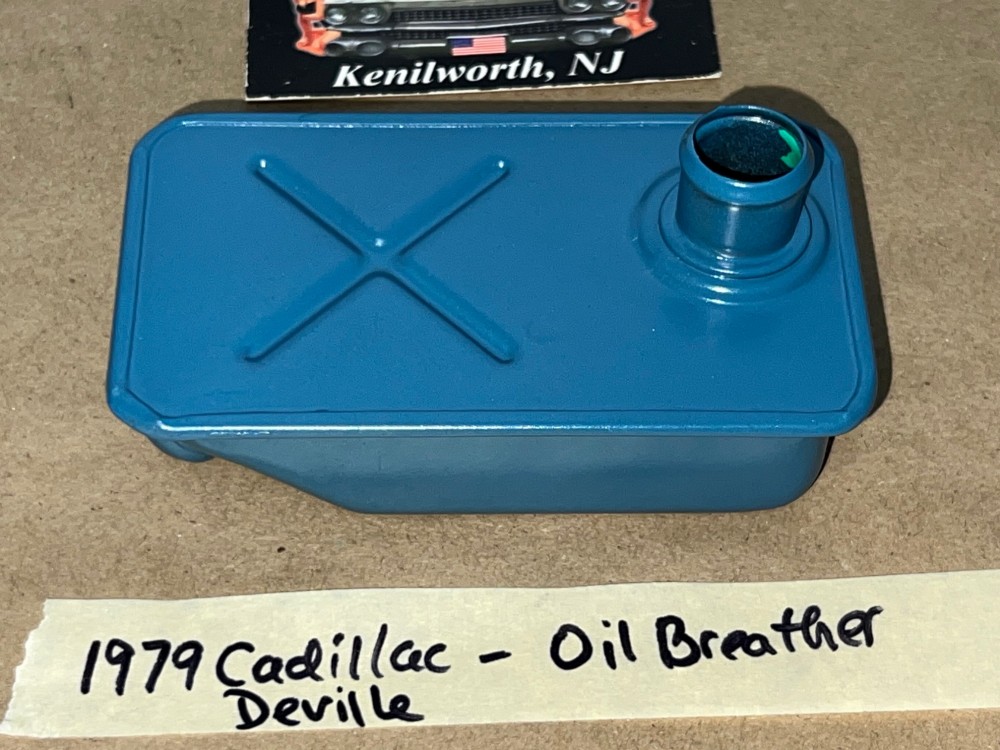 Kenilworth, NJ
1979 Cadillac - Oil Breather
Deville